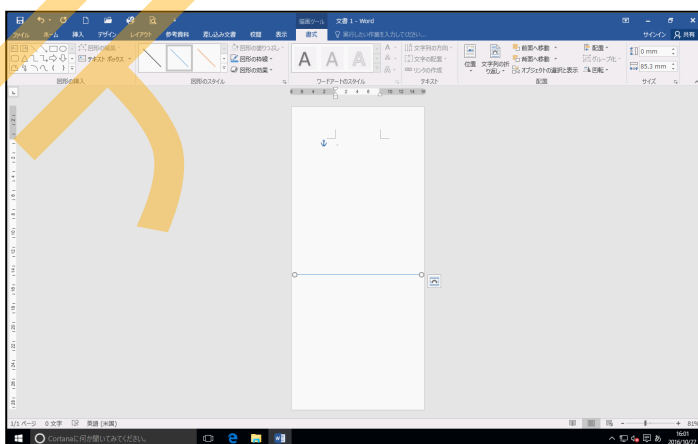 描画ツール 文書 1 - Word
ファイル ホーム 挿入 デザイン レイアウト 参考資料 差し込み文書 校閲 表示 書式 実行したい作業を入力してください... サインイン 共有
図形の編集
テキスト ボックス
図形の挿入
図形の塗りつぶし
図形の枠線
図形の効果
図形のスタイル
A A A
ワードアートのスタイル
文字列の方向
文字の配置
リンクの作成
テキスト
位置
文字列の折り返し
前面へ移動
オブジェクトの選択と表示
配置
グループ化
回転
配置
0 mm
85.3 mm
サイズ
1/1 ページ 0 文字 英語 (米国)
Cortanaに何か聞いてみてください。
あ
16:01
2016/10/22